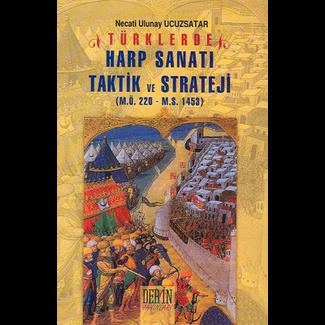 Necati Ulunay UCUZSATAR
TÜRKLERDE
HARP SANATI
TAKTİK VE STRATEJİ
(M.Ö. 220 - M.S. 1453)
DERİN